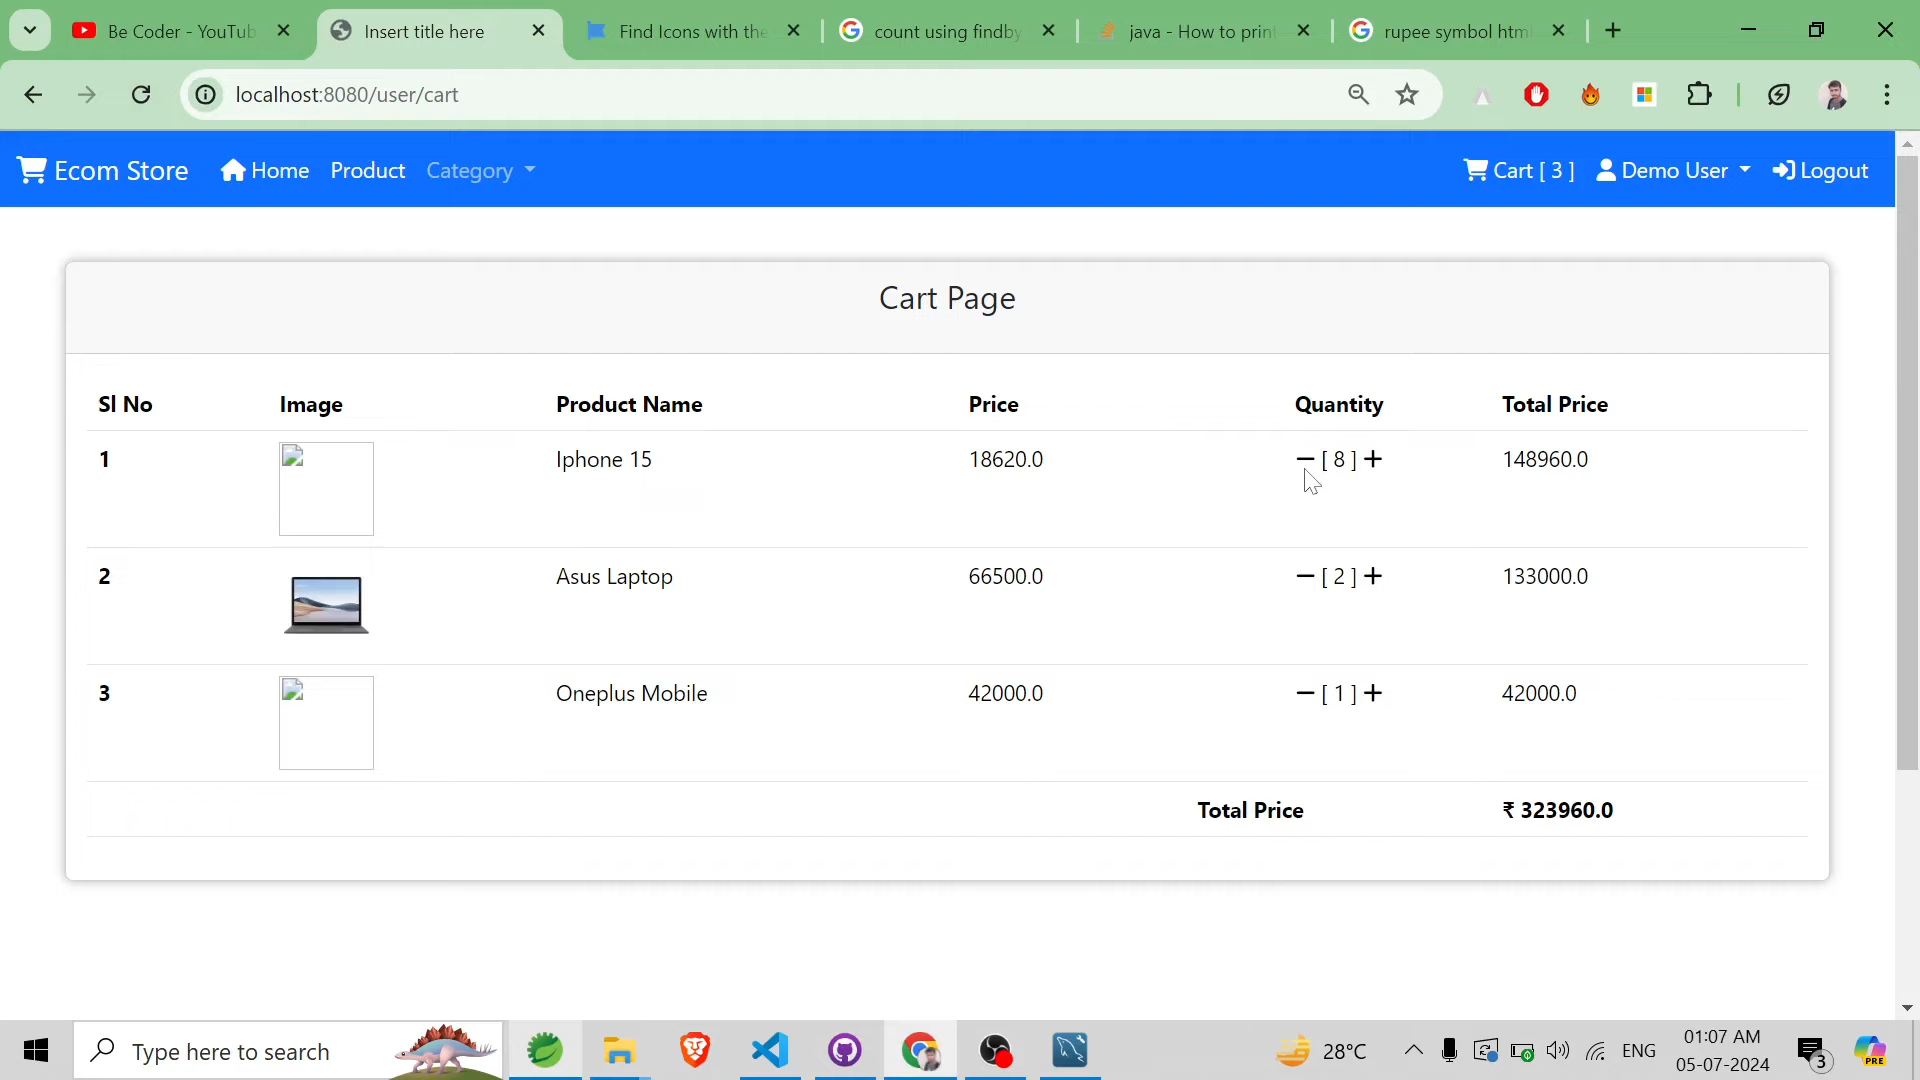 Be Coder - YouTub
Insert title here
Find Icons with the
count using findby
java - How to print
rupee symbol html
localhost:8080/user/cart
Ecom Store
Home
Product
Category
Cart [ 3 ]
Demo User
Logout
Cart Page
Sl No Image Product Name Price Quantity Total Price
1 Iphone 15 18620.0 [ 8 ] 148960.0
2 Asus Laptop 66500.0 [ 2 ] 133000.0
3 Oneplus Mobile 42000.0 [ 1 ] 42000.0
Total Price ₹ 323960.0
Type here to search
28°C
ENG
01:07 AM
05-07-2024
3
PRE